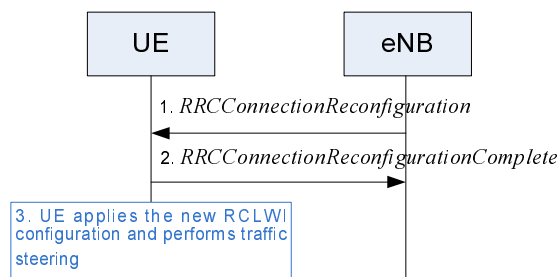 UE
eNB
1. RRCConnectionReconfiguration
2. RRCConnectionReconfigurationComplete
3. UE applies the new RCLWI
configuration and performs traffic
steering